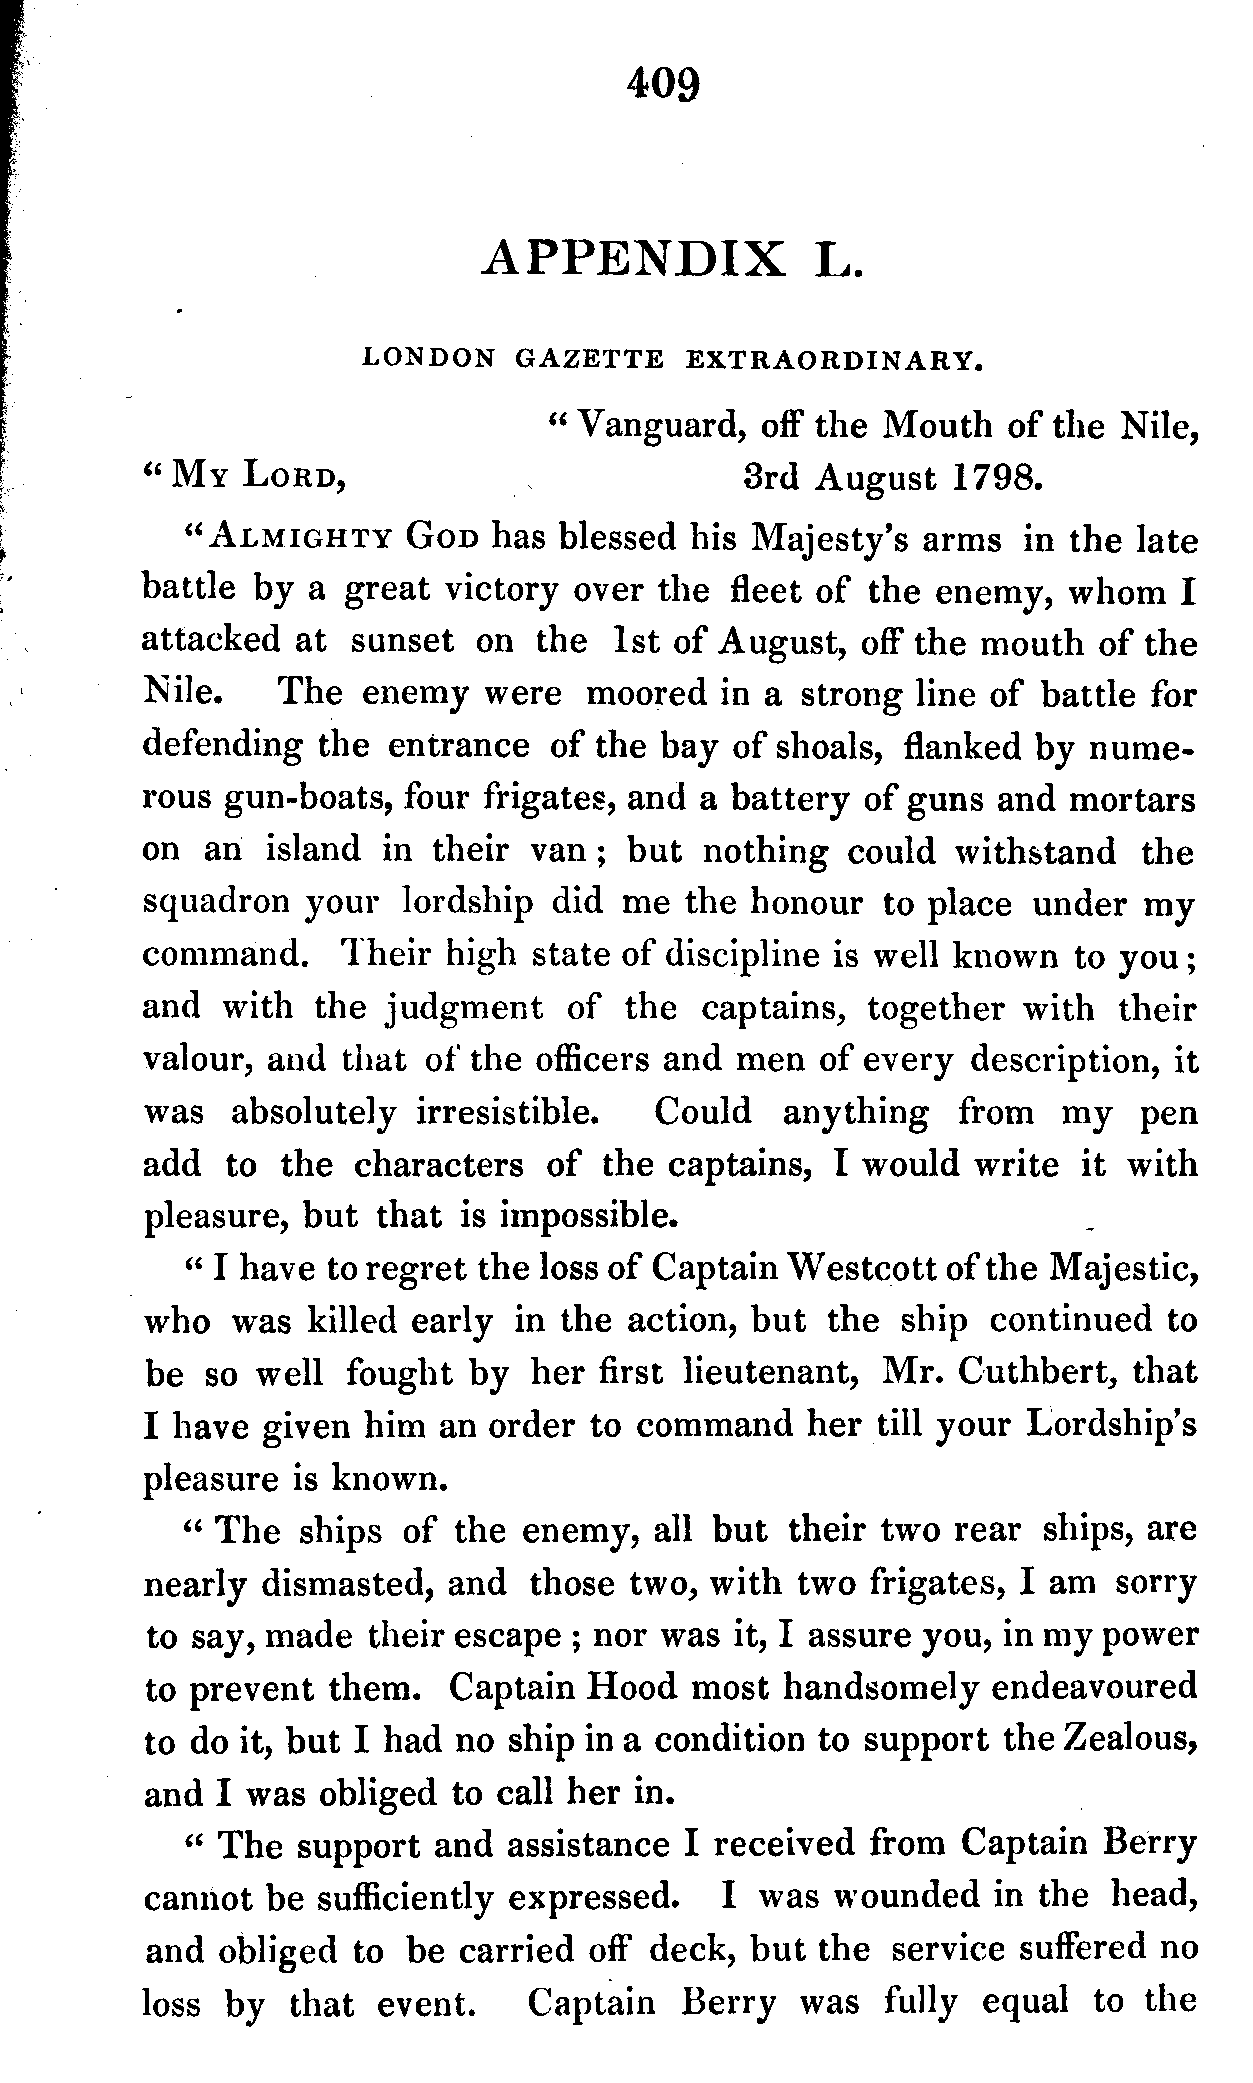 409
APPENDIX L.
LONDON GAZETTE EXTRAORDINARY.
“ Vanguard, off the Mouth of the Nile,
“ MY LORD, 3rd August 1798.
“ALMIGHTY GOD has blessed his Majesty’s arms in the late
battle by a great victory over the fleet of the enemy, whom I
attacked at sunset on the 1st of August, off the mouth of the
Nile. The enemy were moored in a strong line of battle for
defending the entrance of the bay of shoals, flanked by nume-
rous gun-boats, four frigates, and a battery of guns and mortars
on an island in their van ; but nothing could withstand the
squadron your lordship did me the honour to place under my
command. Their high state of discipline is well known to you ;
and with the judgment of the captains, together with their
valour, and that of the officers and men of every description, it
was absolutely irresistible. Could anything from my pen
add to the characters of the captains, I would write it with
pleasure, but that is impossible.
“ I have to regret the loss of Captain Westcott of the Majestic,
who was killed early in the action, but the ship continued to
be so well fought by her first lieutenant, Mr. Cuthbert, that
I have given him an order to command her till your Lordship’s
pleasure is known.
“ The ships of the enemy, all but their two rear ships, are
nearly dismasted, and those two, with two frigates, I am sorry
to say, made their escape ; nor was it, I assure you, in my power
to prevent them. Captain Hood most handsomely endeavoured
to do it, but I had no ship in a condition to support the Zealous,
and I was obliged to call her in.
“ The support and assistance I received from Captain Berry
cannot be sufficiently expressed. I was wounded in the head,
and obliged to be carried off deck, but the service suffered no
loss by that event. Captain Berry was fully equal to the